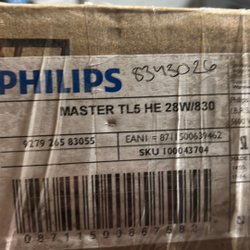 8343026
PHILIPS
MASTER TL5 HE 28W/830
9279 265 83055
EAN1 = 8711500639462
SKU 100043704